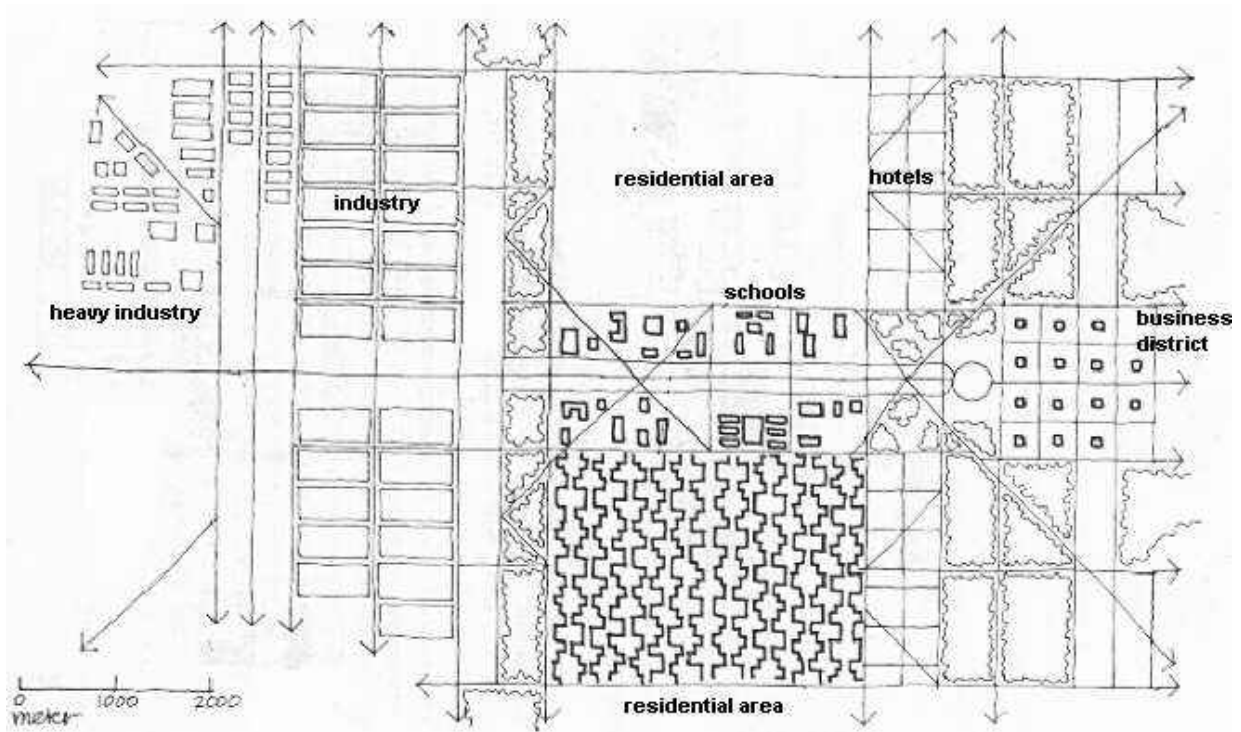 residential area
hotels
industry
schools
heavy industry
business
district
0 1000 2000
meter
residential area